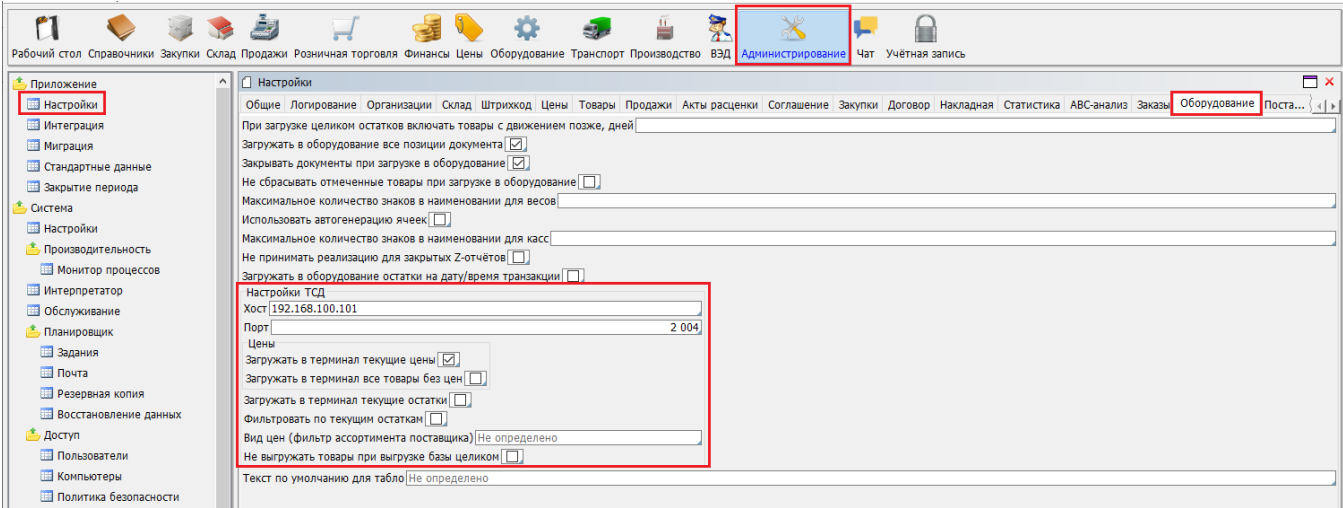 Рабочий стол Справочники Закупки Склад Продажи Розничная торговля Финансы Цены Оборудование Транспорт Производство ВЭД Администрирование Чат Учётная запись
Приложение
Настройки
Интеграция
Миграция
Стандартные данные
Закрытие периода
Система
Настройки
Производительность
Монитор процессов
Интерпретатор
Обслуживание
Планировщик
Задания
Почта
Резервная копия
Восстановление данных
Доступ
Пользователи
Компьютеры
Политика безопасности
Настройки
Общие Логирование Организации Склад Штрихкод Цены Товары Продажи Акты расценки Соглашение Закупки Договор Накладная Статистика ABC-анализ Заказы Оборудование Поста...
При загрузке целиком остатков включать товары с движением позже, дней
Загружать в оборудование все позиции документа
Закрывать документы при загрузке в оборудование
Не сбрасывать отмеченные товары при загрузке в оборудование
Максимальное количество знаков в наименовании для весов
Использовать автогенерацию ячеек
Максимальное количество знаков в наименовании для касс
Не принимать реализацию для закрытых Z-отчётов
Загружать в оборудование остатки на дату/время транзакции
Настройки ТСД
Хост 192.168.100.101
Порт 2 004
Цены
Загружать в терминал текущие цены
Загружать в терминал все товары без цен
Загружать в терминал текущие остатки
Фильтровать по текущим остаткам
Вид цен (фильтр ассортимента поставщика) Не определено
Не выгружать товары при выгрузке базы целиком
Текст по умолчанию для табло Не определено